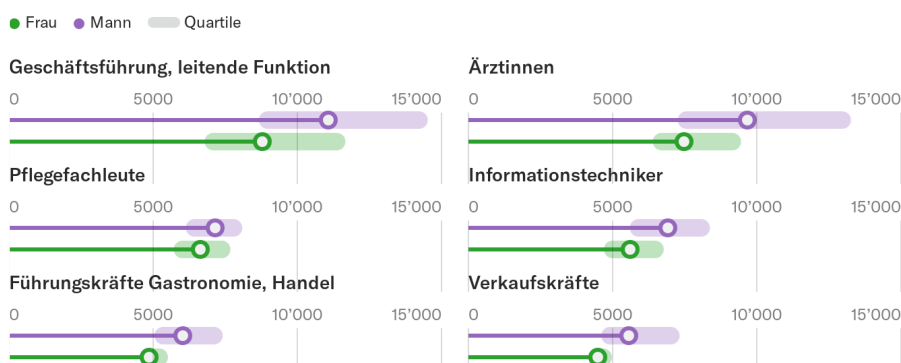 Frau Mann Quartile
Geschäftsführung, leitende Funktion
0 5000 10’000 15’000
Ärztinnen
0 5000 10’000 15’000
Pflegefachleute
0 5000 10’000 15’000
Informationstechniker
0 5000 10’000 15’000
Führungskräfte Gastronomie, Handel
0 5000 10’000 15’000
Verkaufskräfte
0 5000 10’000 15’000